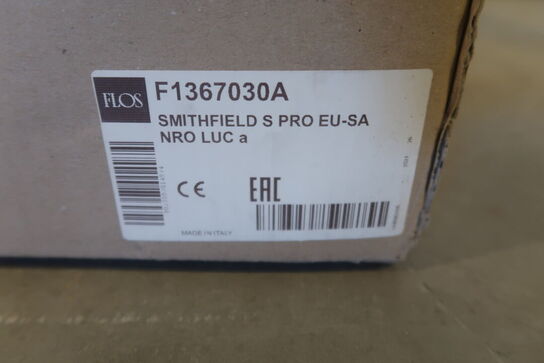 FLOS
F1367030A
SMITHFIELD S PRO EU-SA
NRO LUC a
CE
EAC
MADE IN ITALY